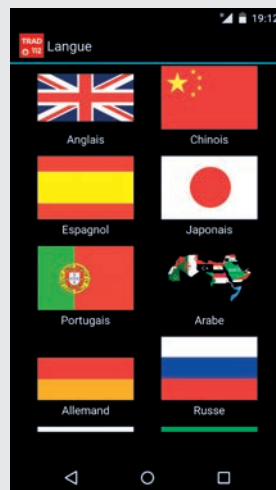 19:12
TRAD
112
Langue
Anglais
Chinois
Espagnol
Japonais
Portugais
Arabe
Allemand
Russe